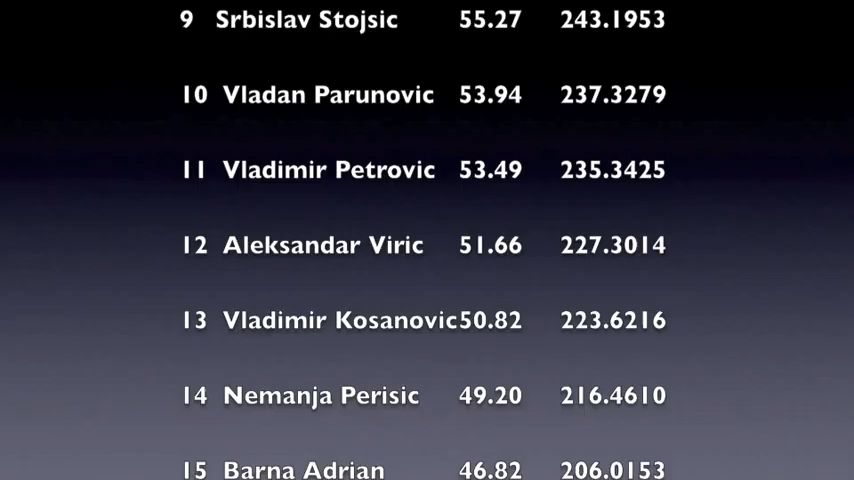 9 Srbislav Stojsic 55.27 243.1953
10 Vladan Parunovic 53.94 237.3279
11 Vladimir Petrovic 53.49 235.3425
12 Aleksandar Viric 51.66 227.3014
13 Vladimir Kosanovic50.82 223.6216
14 Nemanja Perisic 49.20 216.4610
15 Barna Adrian 46.82 206.0153